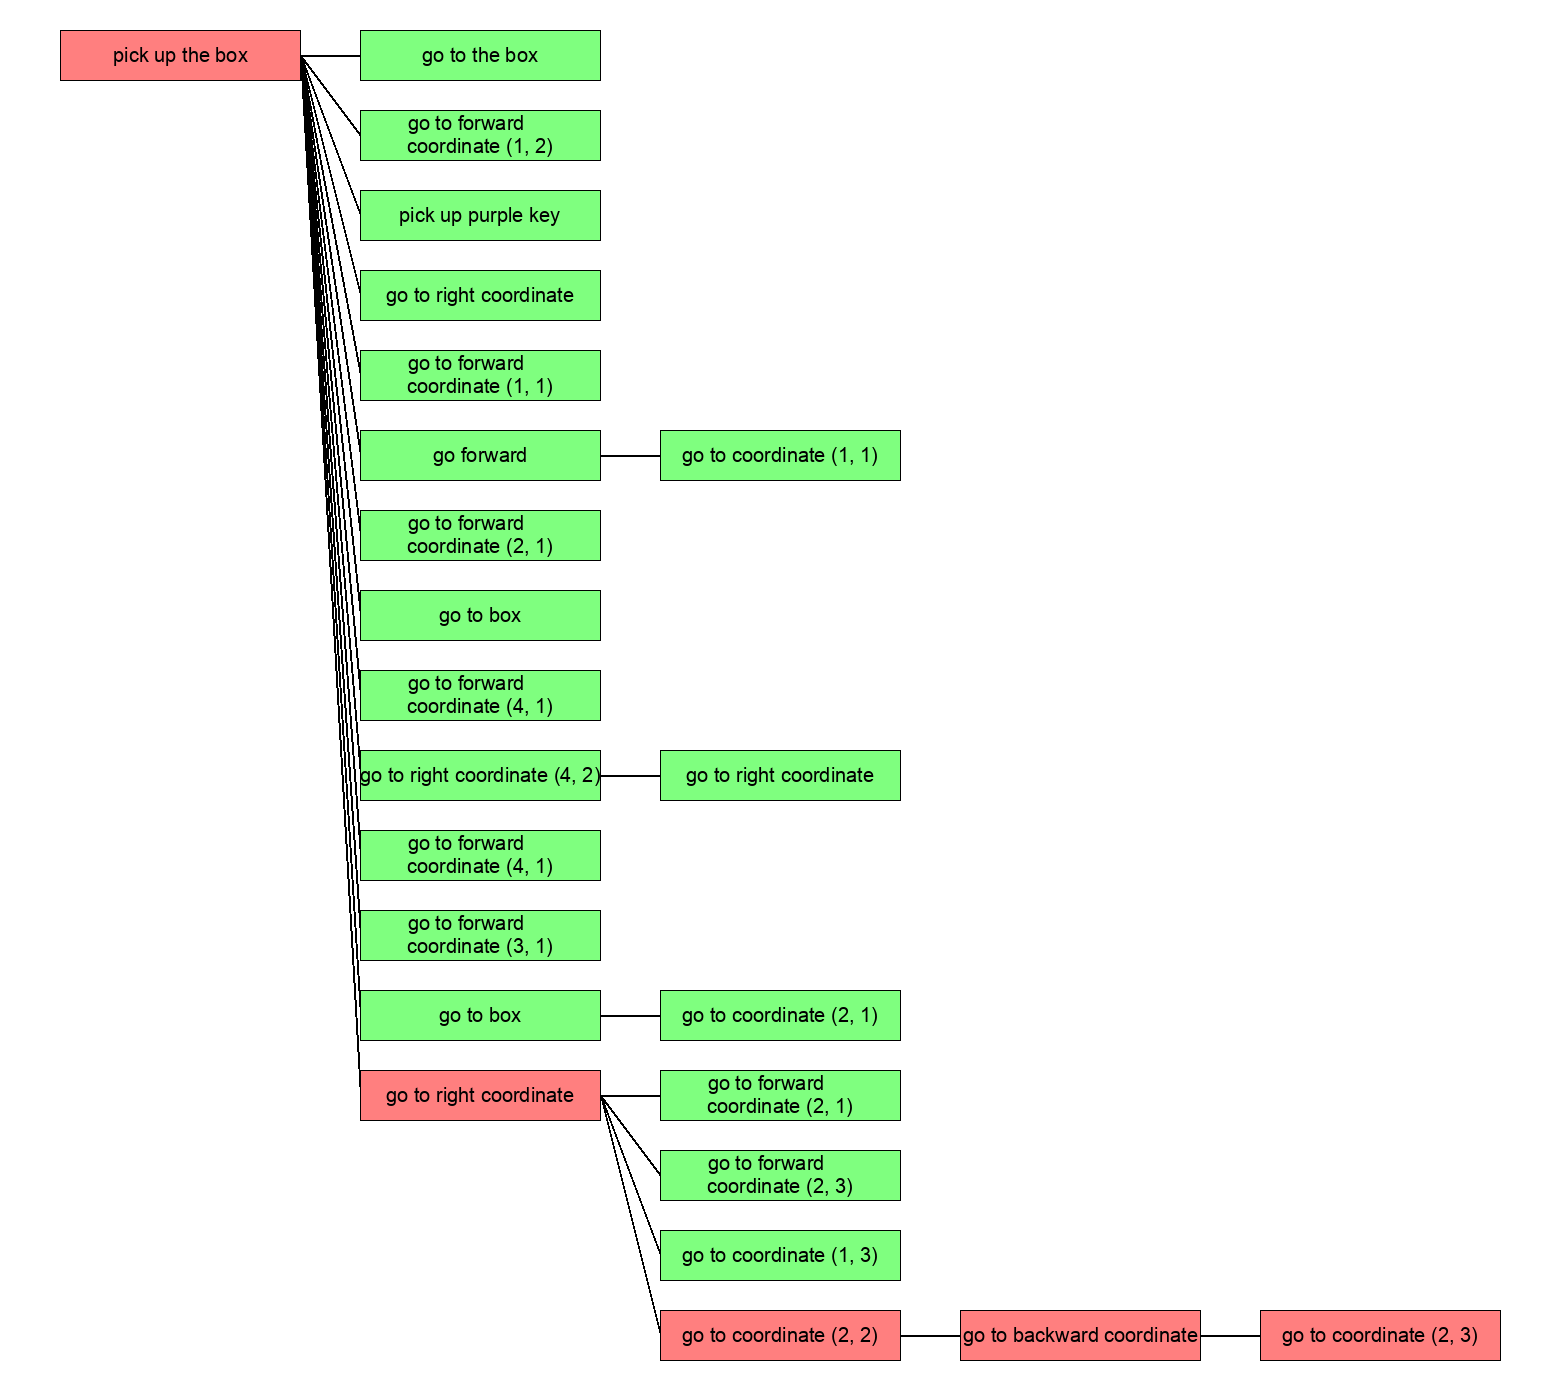 pick up the box
go to the box
go to forward
coordinate (1, 2)
pick up purple key
go to right coordinate
go to forward
coordinate (1, 1)
go forward
go to coordinate (1, 1)
go to forward
coordinate (2, 1)
go to box
go to forward
coordinate (4, 1)
go to right coordinate (4, 2)
go to right coordinate
go to forward
coordinate (4, 1)
go to forward
coordinate (3, 1)
go to box
go to coordinate (2, 1)
go to right coordinate
go to forward
coordinate (2, 1)
go to forward
coordinate (2, 3)
go to coordinate (1, 3)
go to coordinate (2, 2)
go to backward coordinate
go to coordinate (2, 3)